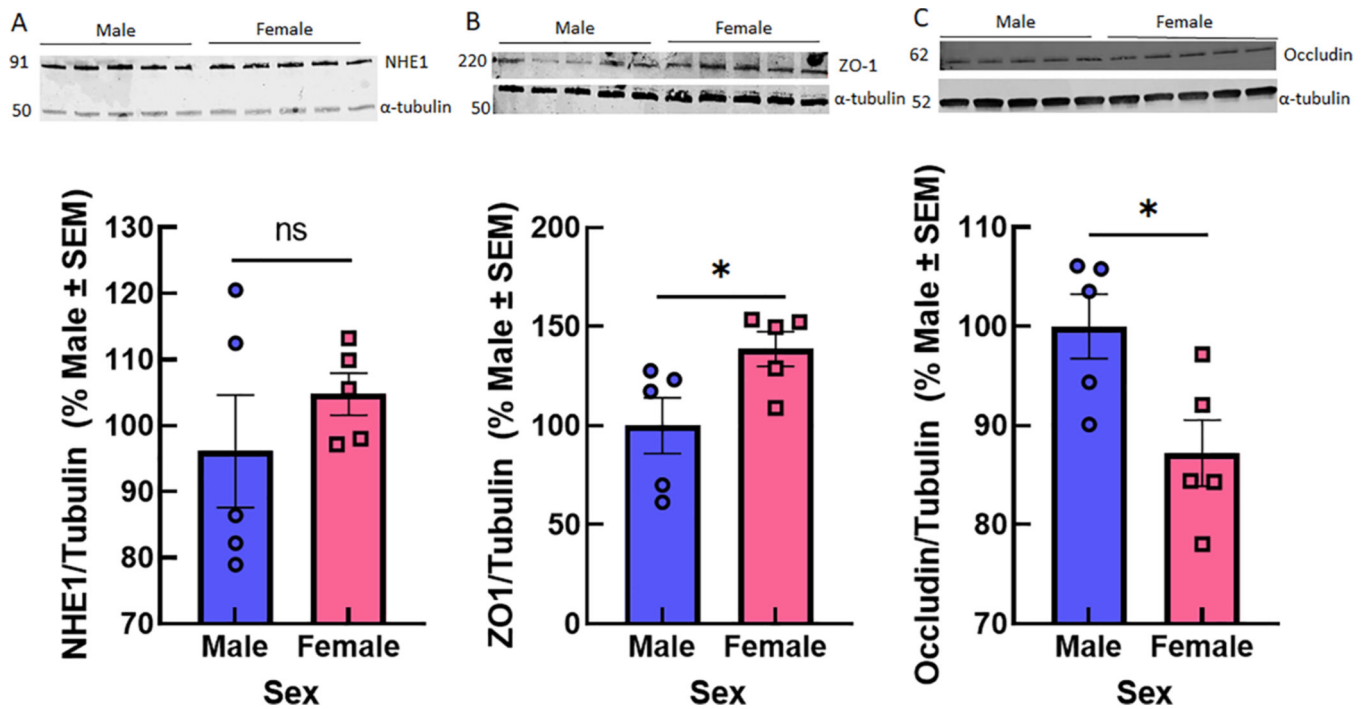 A
Male Female
91 NHE1
50 α-tubulin
NHE1/Tubulin (% Male ± SEM)
130
120
110
100
90
80
70
ns
Male Female
Sex
B
Male Female
220 ZO-1
50 α-tubulin
ZO1/Tubulin (% Male ± SEM)
200
150
100
50
0
*
Male Female
Sex
C
Male Female
62 Occludin
52 α-tubulin
Occludin/Tubulin (% Male ± SEM)
110
100
90
80
70
*
Male Female
Sex